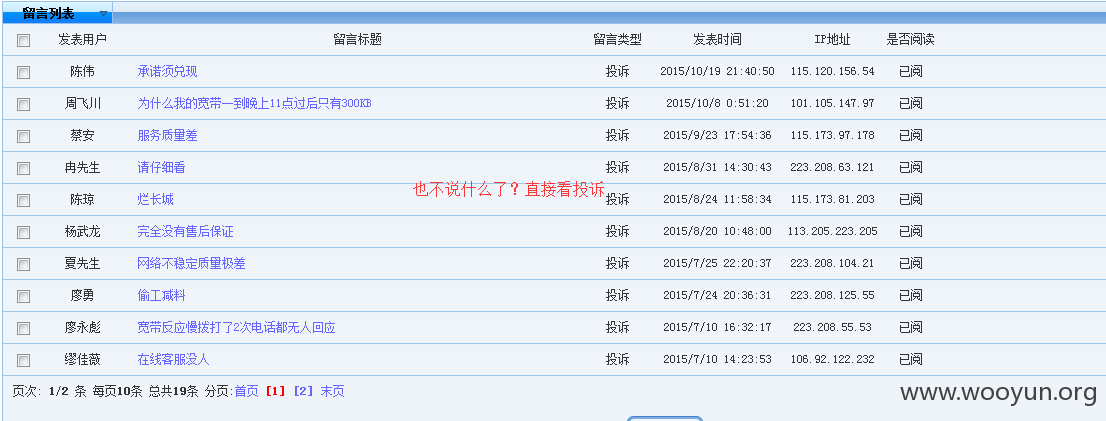 留言列表
发表用户 留言标题 留言类型 发表时间 IP地址 是否阅读
陈伟 承诺须兑现 投诉 2015/10/19 21:40:50 115.120.156.54 已阅
周飞川 为什么我的宽带一到晚上11点过后只有300KB 投诉 2015/10/8 0:51:20 101.105.147.97 已阅
蔡安 服务质量差 投诉 2015/9/23 17:54:36 115.173.97.178 已阅
冉先生 请仔细看 投诉 2015/8/31 14:30:43 223.208.63.121 已阅
也不说什么了？直接看投诉
陈琼 烂长城 投诉 2015/8/24 11:58:34 115.173.81.203 已阅
杨武龙 完全没有售后保证 投诉 2015/8/20 10:48:00 113.205.223.205 已阅
夏先生 网络不稳定质量极差 投诉 2015/7/25 22:20:37 223.208.104.21 已阅
廖勇 偷工减料 投诉 2015/7/24 20:36:31 223.208.125.55 已阅
廖永彪 宽带反应慢拨打了2次电话都无人回应 投诉 2015/7/10 16:32:17 223.208.55.53 已阅
缪佳薇 在线客服没人 投诉 2015/7/10 14:23:53 106.92.122.232 已阅
页次: 1/2 条 每页10条 总共19条 分页:首页 [1] [2] 末页
www.wooyun.org